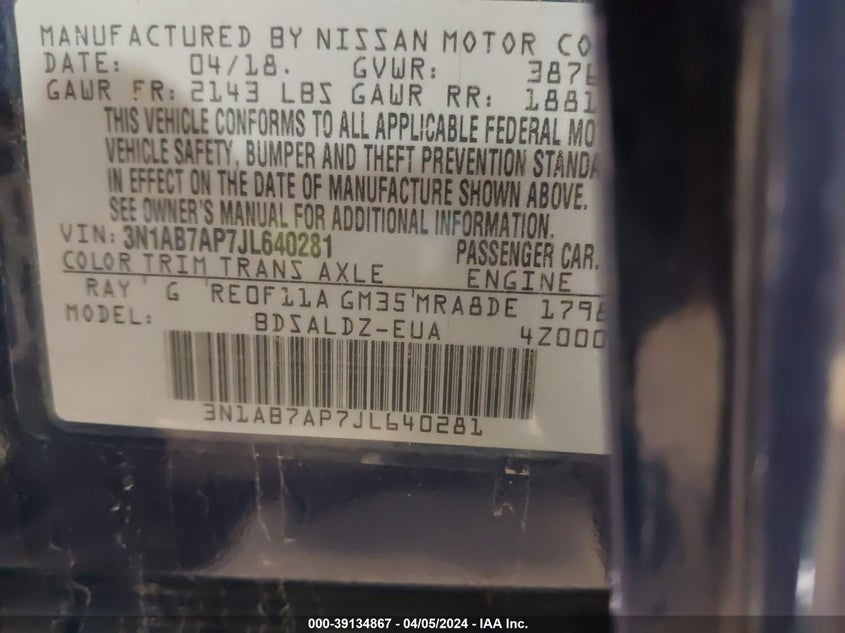 MANUFACTURED BY NISSAN MOTOR CO
DATE: 04/18. GVWR: 3876
GAWR FR: 2143 LBS GAWR RR: 1881
THIS VEHICLE CONFORMS TO ALL APPLICABLE FEDERAL MO
VEHICLE SAFETY, BUMPER AND THEFT PREVENTION STANDA
IN EFFECT ON THE DATE OF MANUFACTURE SHOWN ABOVE.
SEE OWNER'S MANUAL FOR ADDITIONAL INFORMATION.
VIN: 3N1AB7AP7JL640281 PASSENGER CAR.
COLOR TRIM TRANS AXLE ENGINE
RAY G RE0F11A GM35 MRA8DE 1798
MODEL: BDSALDZ-EUA 4Z000
3N1AB7AP7JL640281
000-39134867 - 04/05/2024 - IAA Inc.